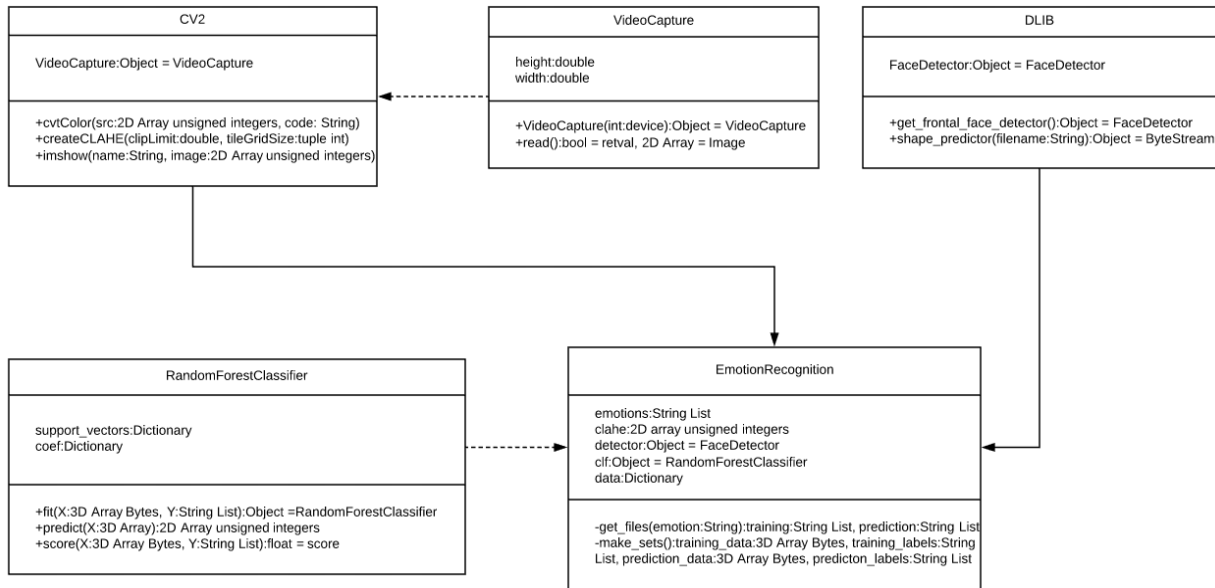 CV2
VideoCapture:Object = VideoCapture
+cvtColor(src:2D Array unsigned integers, code: String)
+createCLAHE(clipLimit:double, tileGridSize:tuple int)
+imshow(name:String, image:2D Array unsigned integers)
VideoCapture
height:double
width:double
+VideoCapture(int:device):Object = VideoCapture
+read():bool = retval, 2D Array = Image
DLIB
FaceDetector:Object = FaceDetector
+get_frontal_face_detector():Object = FaceDetector
+shape_predictor(filename:String):Object = ByteStream
RandomForestClassifier
support_vectors:Dictionary
coef:Dictionary
+fit(X:3D Array Bytes, Y:String List):Object =RandomForestClassifier
+predict(X:3D Array):2D Array unsigned integers
+score(X:3D Array Bytes, Y:String List):float = score
EmotionRecognition
emotions:String List
clahe:2D array unsigned integers
detector:Object = FaceDetector
clf:Object = RandomForestClassifier
data:Dictionary
-get_files(emotion:String):training:String List, prediction:String List
-make_sets():training_data:3D Array Bytes, training_labels:String
List, prediction_data:3D Array Bytes, predicton_labels:String List